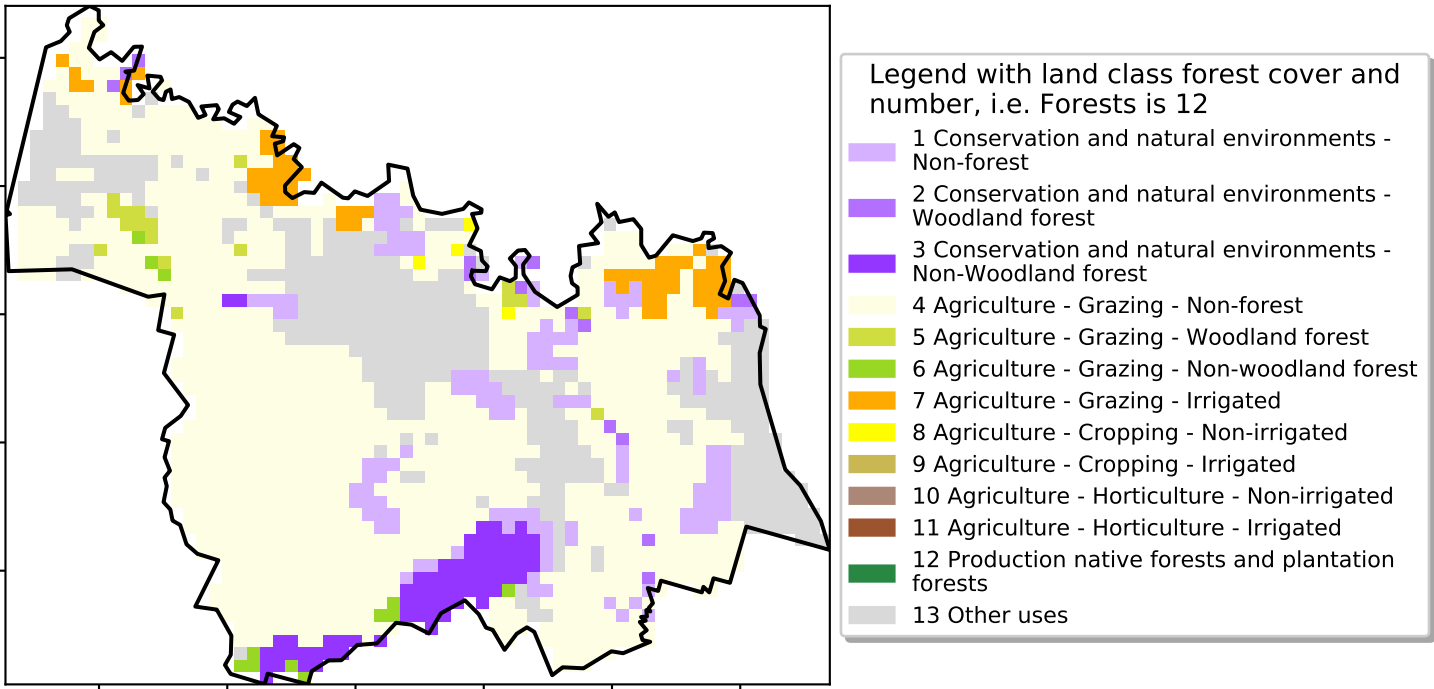 Legend with land class forest cover and
number, i.e. Forests is 12
1 Conservation and natural environments -
Non-forest
2 Conservation and natural environments -
Woodland forest
3 Conservation and natural environments -
Non-Woodland forest
4 Agriculture - Grazing - Non-forest
5 Agriculture - Grazing - Woodland forest
6 Agriculture - Grazing - Non-woodland forest
7 Agriculture - Grazing - Irrigated
8 Agriculture - Cropping - Non-irrigated
9 Agriculture - Cropping - Irrigated
10 Agriculture - Horticulture - Non-irrigated
11 Agriculture - Horticulture - Irrigated
12 Production native forests and plantation
forests
13 Other uses